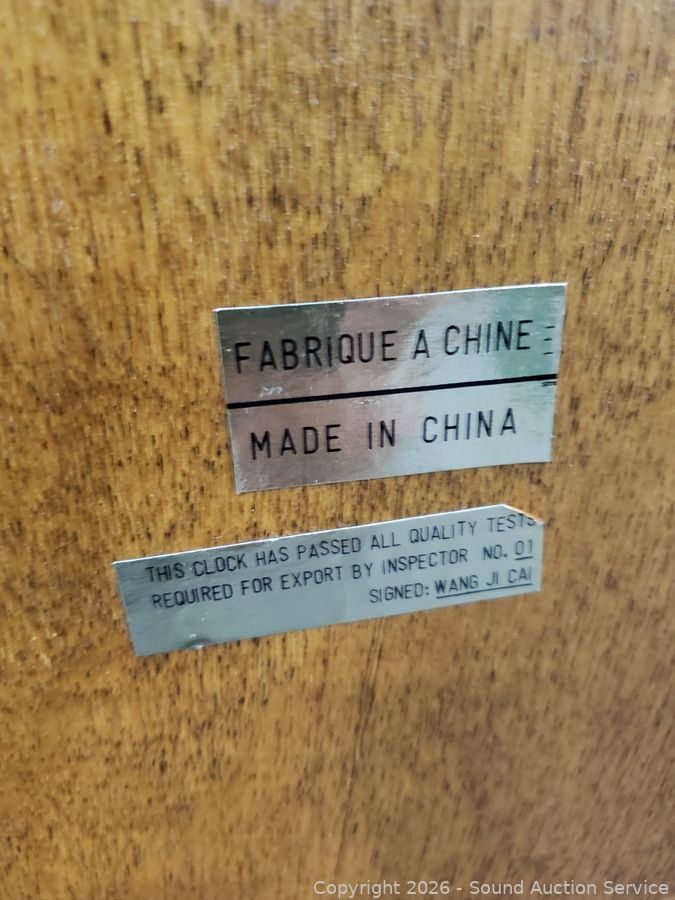 FABRIQUE A CHINE
MADE IN CHINA
THIS CLOCK HAS PASSED ALL QUALITY TESTS
REQUIRED FOR EXPORT BY INSPECTOR NO. 01
SIGNED: WANG JI CAI
Copyright © 2026 - Sound Auction Service